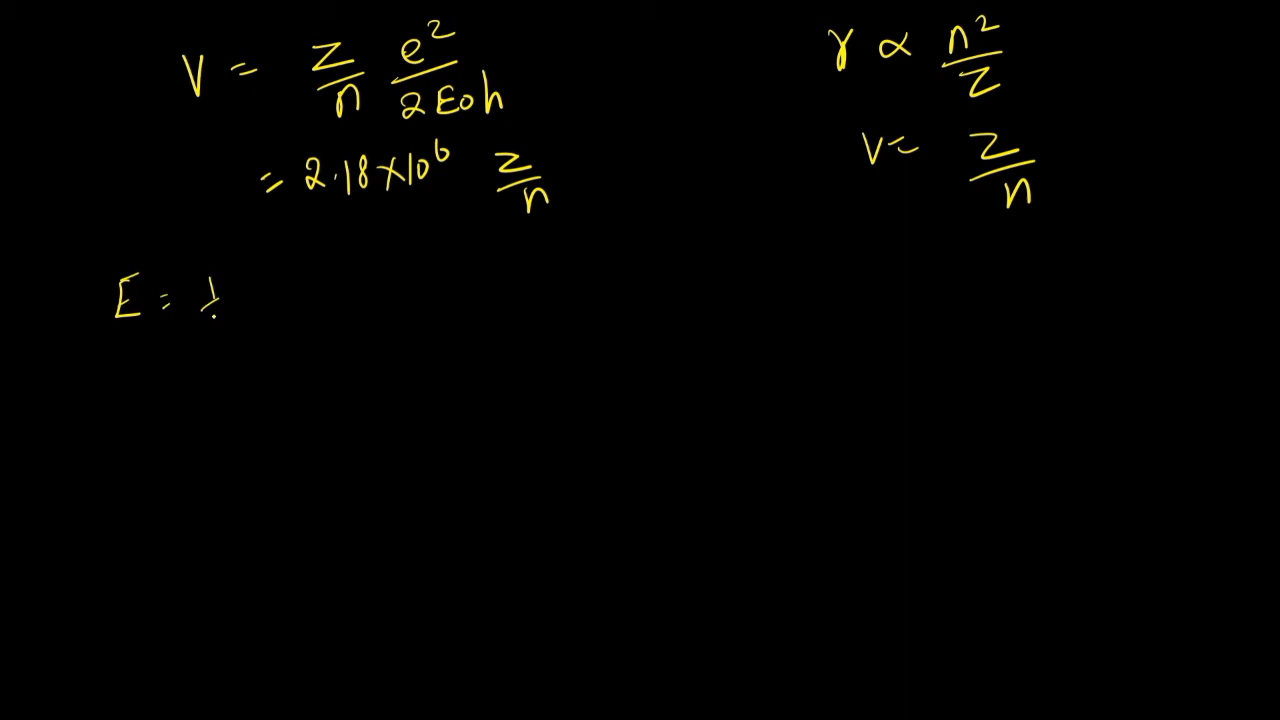 V = Z/n e²/2ε0h
= 2.18×10⁶ Z/n
r ∝ n²/Z
V = Z/n
E = 1